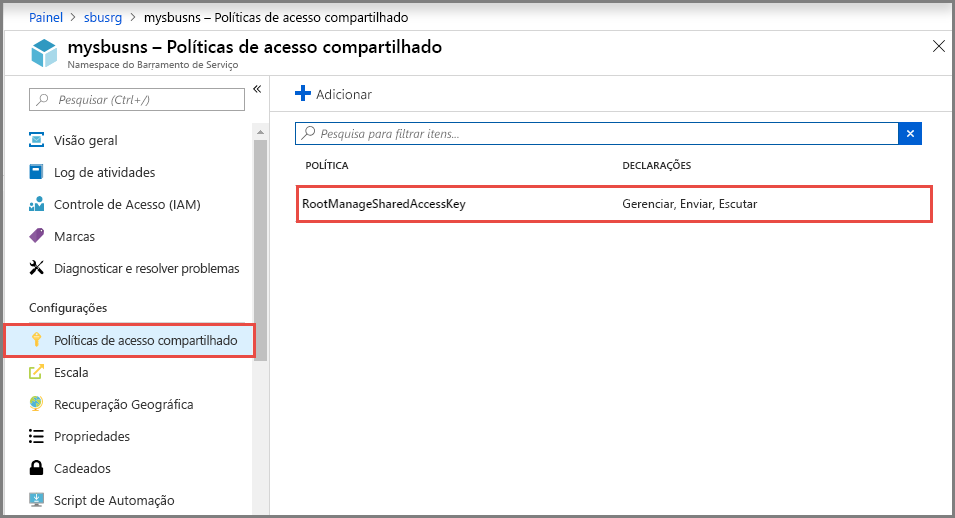 Painel > sbusrg > mysbusns – Políticas de acesso compartilhado
mysbusns – Políticas de acesso compartilhado
Namespace do Barramento de Serviço
Pesquisar (Ctrl+/)
«
Visão geral
Log de atividades
Controle de Acesso (IAM)
Marcas
Diagnosticar e resolver problemas
Configurações
Políticas de acesso compartilhado
Escala
Recuperação Geográfica
Propriedades
Cadeados
Script de Automação
Adicionar
Pesquisa para filtrar itens...
POLÍTICA DECLARAÇÕES
RootManageSharedAccessKey Gerenciar, Enviar, Escutar